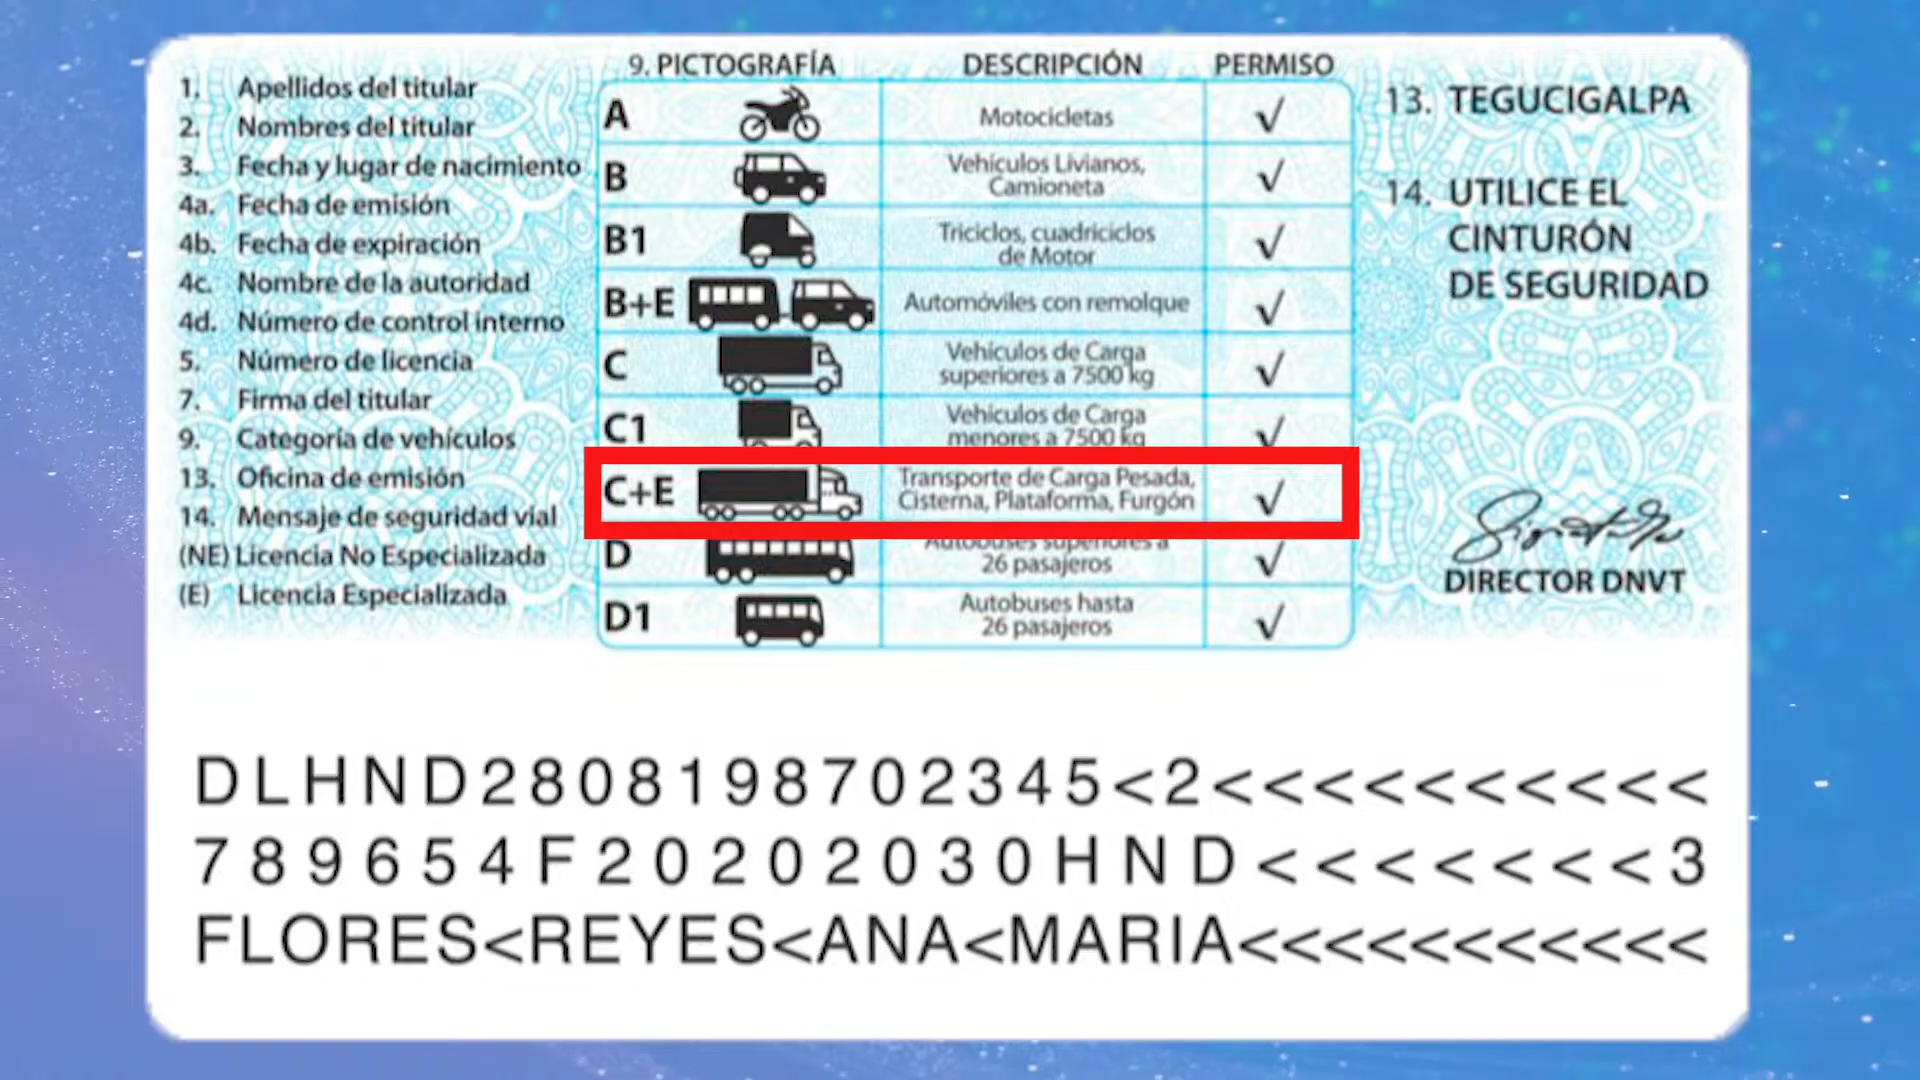 1. Apellidos del titular
2. Nombres del titular
3. Fecha y lugar de nacimiento
4a. Fecha de emisión
4b. Fecha de expiración
4c. Nombre de la autoridad
4d. Número de control interno
5. Número de licencia
7. Firma del titular
9. Categoría de vehículos
13. Oficina de emisión
14. Mensaje de seguridad vial
(NE) Licencia No Especializada
(E) Licencia Especializada
9. PICTOGRAFÍA DESCRIPCIÓN PERMISO
A Motocicletas √
B Vehículos Livianos,
Camioneta √
B1 Triciclos, cuadriciclos
de Motor √
B+E Automóviles con remolque √
C Vehículos de Carga
superiores a 7500 kg √
C1 Vehículos de Carga
menores a 7500 kg √
C+E Transporte de Carga Pesada,
Cisterna, Plataforma, Furgón √
D Autobuses superiores a
26 pasajeros √
D1 Autobuses hasta
26 pasajeros √
13. TEGUCIGALPA
14. UTILICE EL
CINTURÓN
DE SEGURIDAD
DIRECTOR DNVT
DLHND2808198702345<2<<<<<<<<<<
789654F20202030HND<<<<<<<3
FLORES<REYES<ANA<MARIA<<<<<<<<<<<